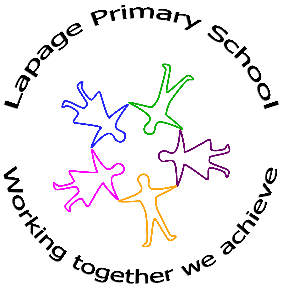 Lapage Primary School
Working together we achieve